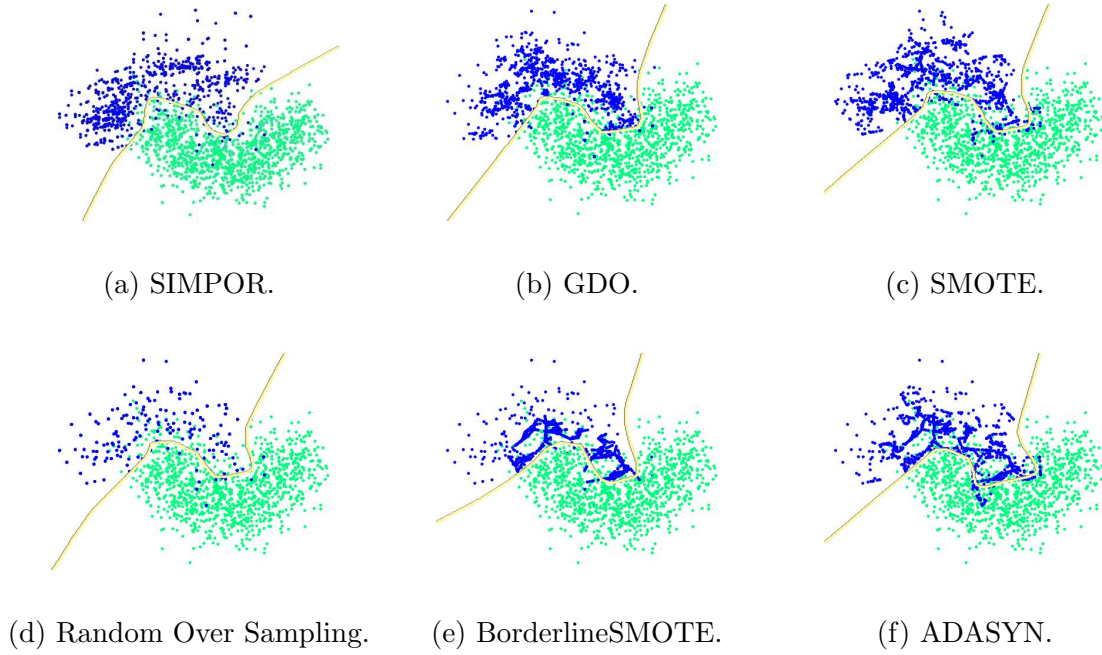 (a) SIMPOR.
(b) GDO.
(c) SMOTE.
(d) Random Over Sampling.
(e) BorderlineSMOTE.
(f) ADASYN.